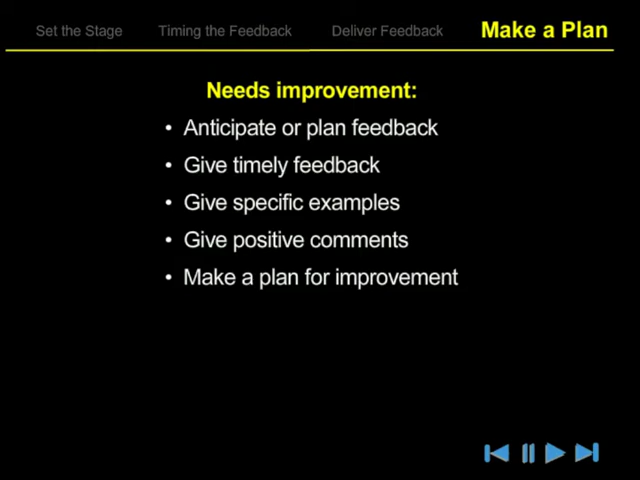 Set the Stage Timing the Feedback Deliver Feedback Make a Plan
Needs improvement:
• Anticipate or plan feedback
• Give timely feedback
• Give specific examples
• Give positive comments
• Make a plan for improvement